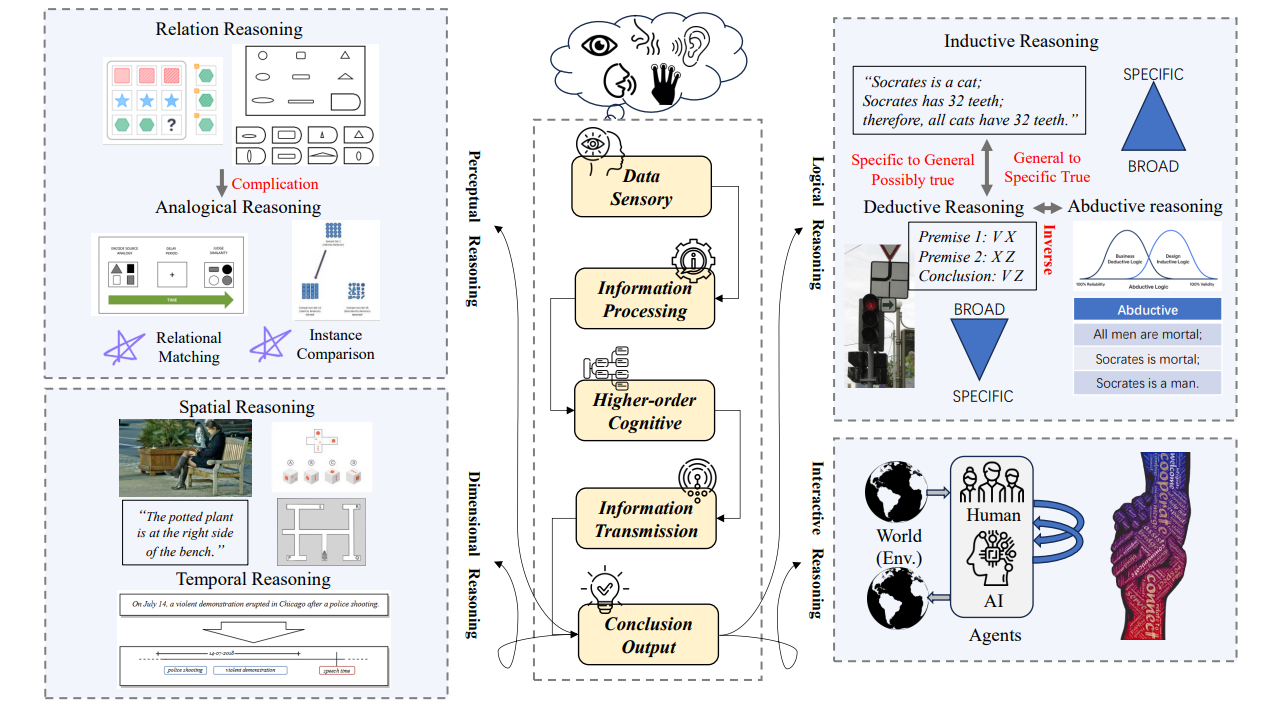 Relation Reasoning
?
Complication
Analogical Reasoning
ENCODE SOURCE
ANALOGY
DELAY
PERIOD
JUDGE
SIMILARITY
+
TIME
Relational
Matching
Instance
Comparison
Spatial Reasoning
A
B
C
D
“The potted plant
is at the right side
of the bench.”
Temporal Reasoning
On July 14, a violent demonstration erupted in Chicago after a police shooting.
14-07-2018
police shooting
violent demonstration
speech time
Perceptual Reasoning
Dimensional Reasoning
Data
Sensory
Information
Processing
Higher-order
Cognitive
Information
Transmission
Conclusion
Output
Logical Reasoning
Interactive Reasoning
Inductive Reasoning
“Socrates is a cat;
Socrates has 32 teeth;
therefore, all cats have 32 teeth.”
SPECIFIC
BROAD
Specific to General
Possibly true
General to
Specific True
Deductive Reasoning
Abductive reasoning
Inverse
Premise 1: V X
Premise 2: X Z
Conclusion: V Z
BROAD
SPECIFIC
Business
Deductive Logic
Design
Inductive Logic
100% Reliability
Abductive Logic
100% Validity
Abductive
All men are mortal;
Socrates is mortal;
Socrates is a man.
World
(Env.)
Human
AI
Agents
cooperate
connect